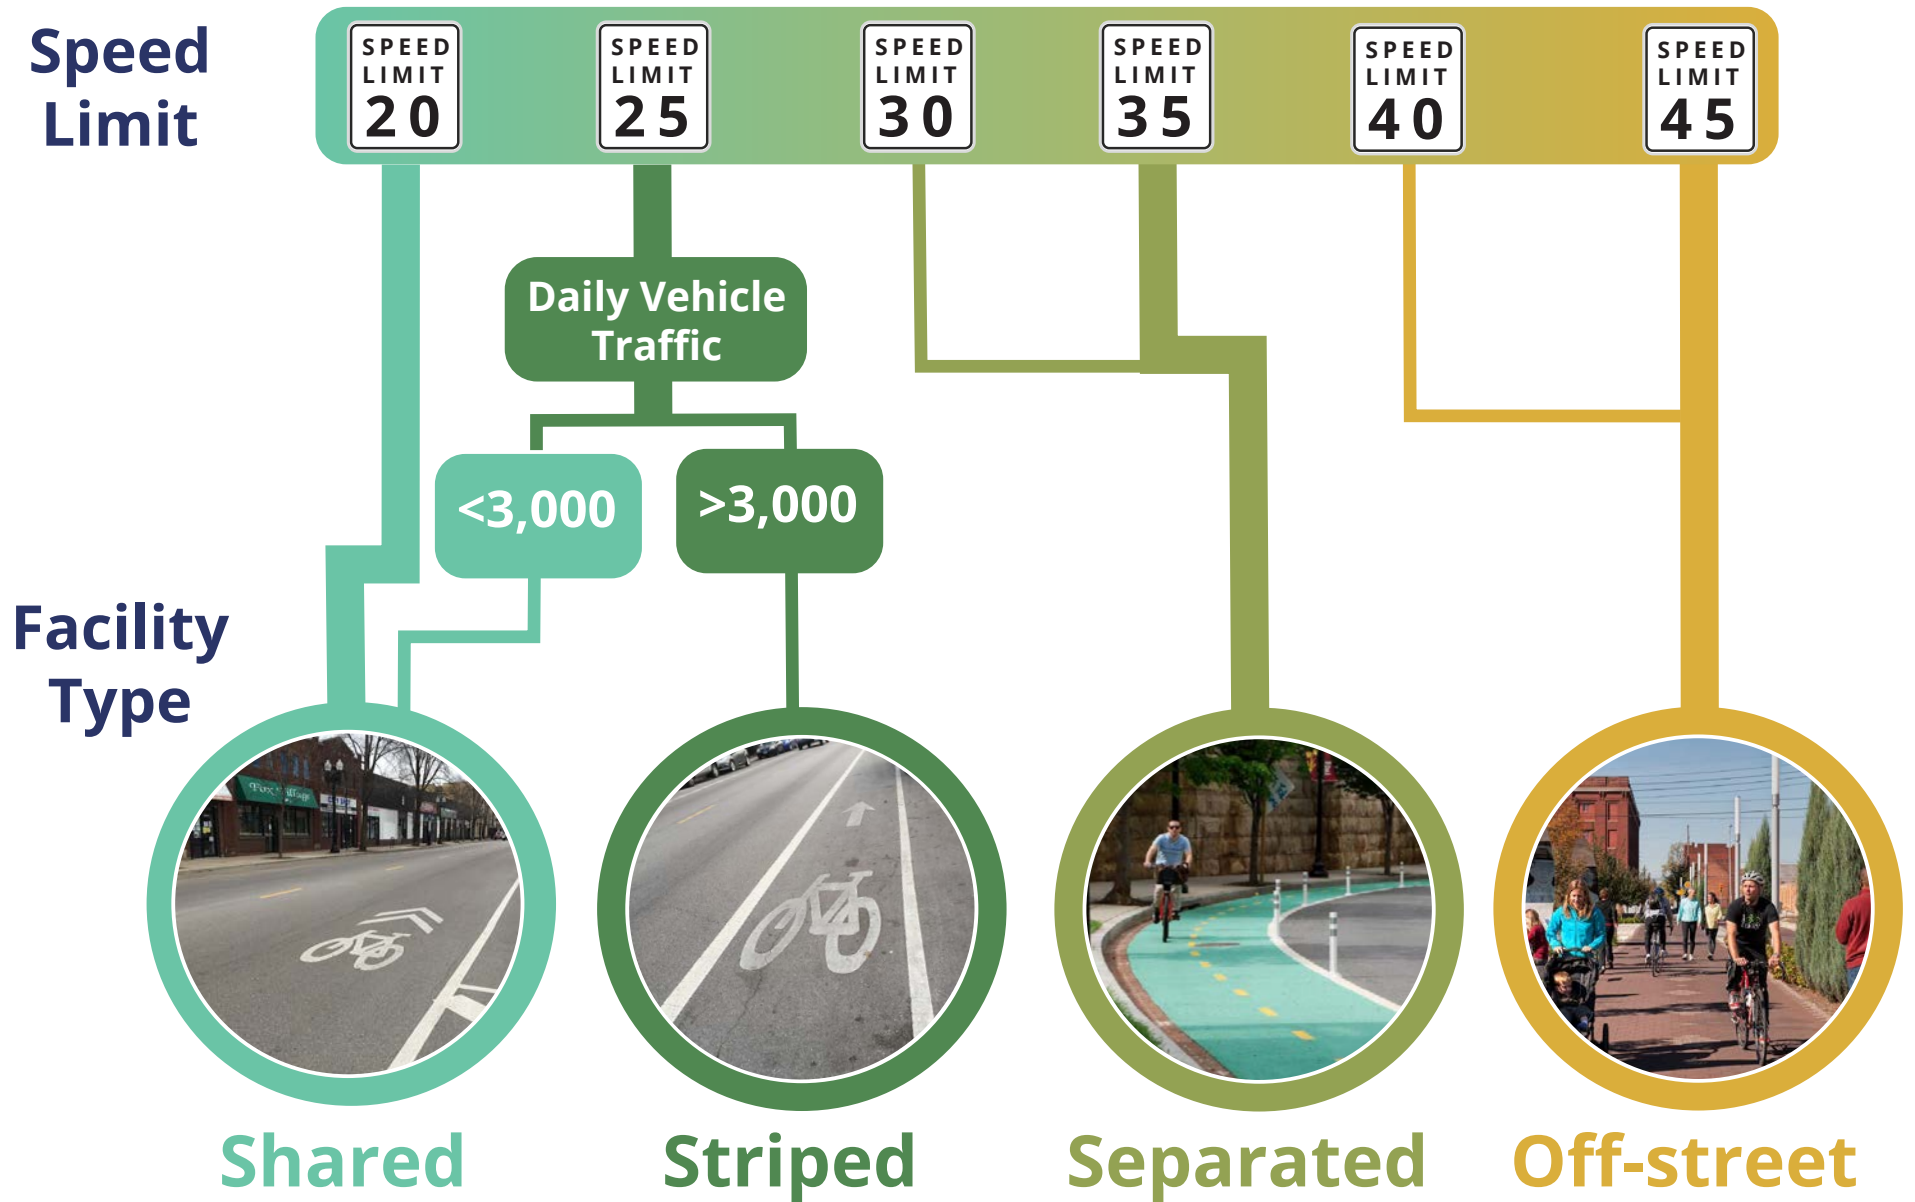 Speed
Limit
SPEED
LIMIT
20
SPEED
LIMIT
25
SPEED
LIMIT
30
SPEED
LIMIT
35
SPEED
LIMIT
40
SPEED
LIMIT
45
Daily Vehicle
Traffic
<3,000
>3,000
Facility
Type
Shared
Striped
Separated
Off-street